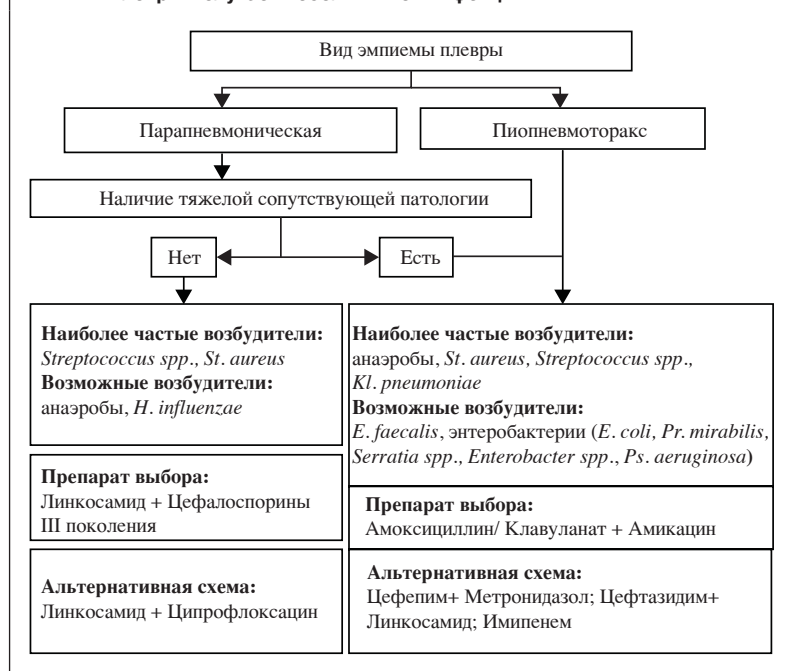 Вид эмпиемы плевры
Парапневмоническая
Пиопневмоторакс
Наличие тяжелой сопутствующей патологии
Нет
Есть
Наиболее частые возбудители:
Streptococcus spp., St. aureus
Возможные возбудители:
анаэробы, H. influenzae
Препарат выбора:
Линкосамид + Цефалоспорины
III поколения
Альтернативная схема:
Линкосамид + Ципрофлоксацин
Наиболее частые возбудители:
анаэробы, St. aureus, Streptococcus spp.,
Kl. pneumoniae
Возможные возбудители:
E. faecalis, энтеробактерии (E. coli, Pr. mirabilis,
Serratia spp., Enterobacter spp., Ps. aeruginosa)
Препарат выбора:
Амоксициллин/ Клавуланат + Амикацин
Альтернативная схема:
Цефепим+ Метронидазол; Цефтазидим+
Линкосамид; Имипенем